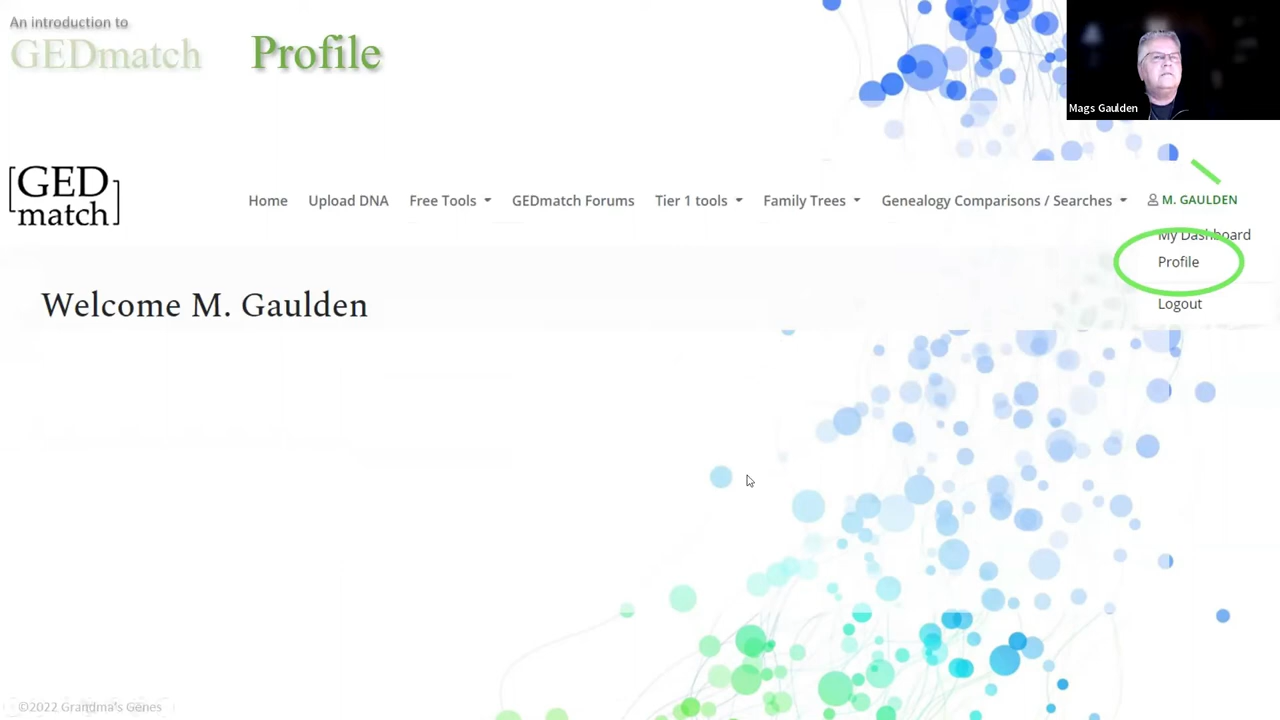 An introduction to
GEDmatch Profile
Mags Gaulden
[GED
match]
Home Upload DNA Free Tools GEDmatch Forums Tier 1 tools Family Trees Genealogy Comparisons / Searches M. GAULDEN
My Dashboard
Profile
Logout
Welcome M. Gaulden
©2022 Grandma's Genes